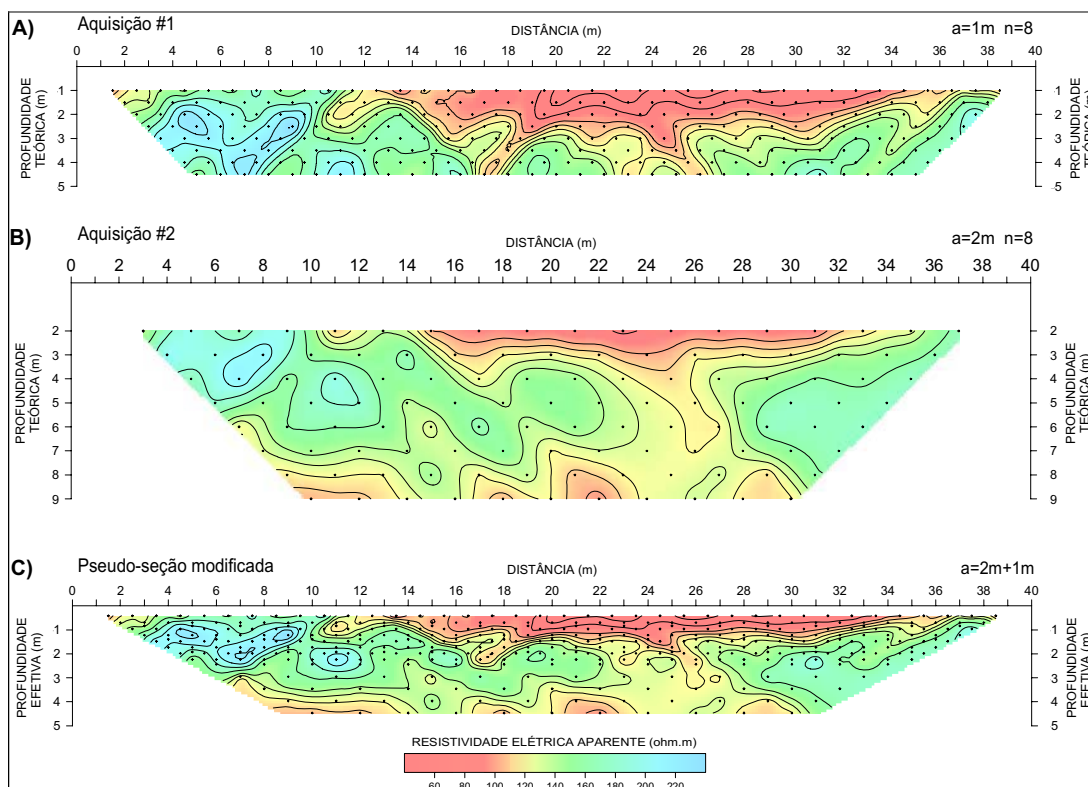 A)
Aquisição #1
DISTÂNCIA (m)
a=1m n=8
0 2 4 6 8 10 12 14 16 18 20 22 24 26 28 30 32 34 36 38 40
PROFUNDIDADE
TEÓRICA (m)
1
2
3
4
5
PROFUNDIDADE
TEÓRICA (m)
1
2
3
4
5
B)
Aquisição #2
DISTÂNCIA (m)
a=2m n=8
0 2 4 6 8 10 12 14 16 18 20 22 24 26 28 30 32 34 36 38 40
PROFUNDIDADE
TEÓRICA (m)
2
3
4
5
6
7
8
9
PROFUNDIDADE
TEÓRICA (m)
2
3
4
5
6
7
8
9
C)
Pseudo-seção modificada
DISTÂNCIA (m)
a=2m+1m
0 2 4 6 8 10 12 14 16 18 20 22 24 26 28 30 32 34 36 38 40
PROFUNDIDADE
EFETIVA (m)
1
2
3
4
5
PROFUNDIDADE
EFETIVA (m)
1
2
3
4
5
RESISTIVIDADE ELÉTRICA APARENTE (ohm.m)
60 80 100 120 140 160 180 200 220